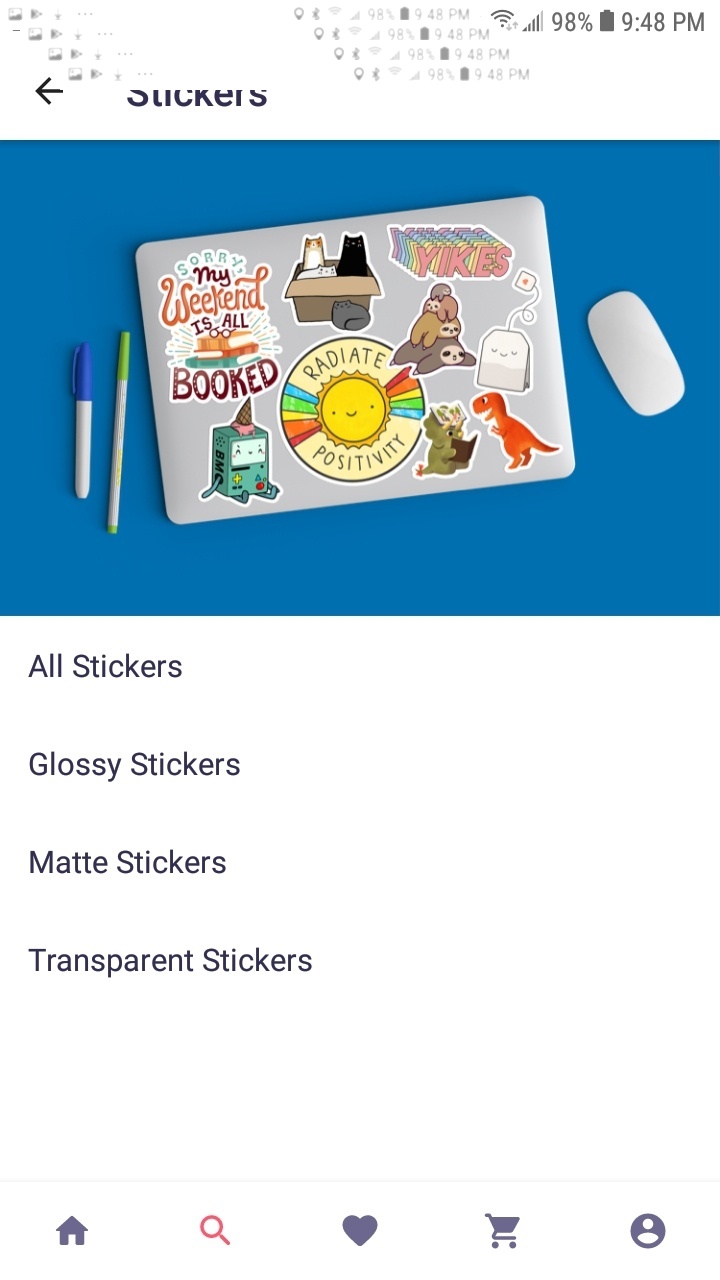 98% 9 48 PM
98% 9:48 PM
98% 9 48 PM
98% 9 48 PM
98% 9 48 PM
Stickers
SORRY,
My
Weekend
IS ALL
BOOKED
YIKES
RADIATE
POSITIVITY
BMO
All Stickers
Glossy Stickers
Matte Stickers
Transparent Stickers